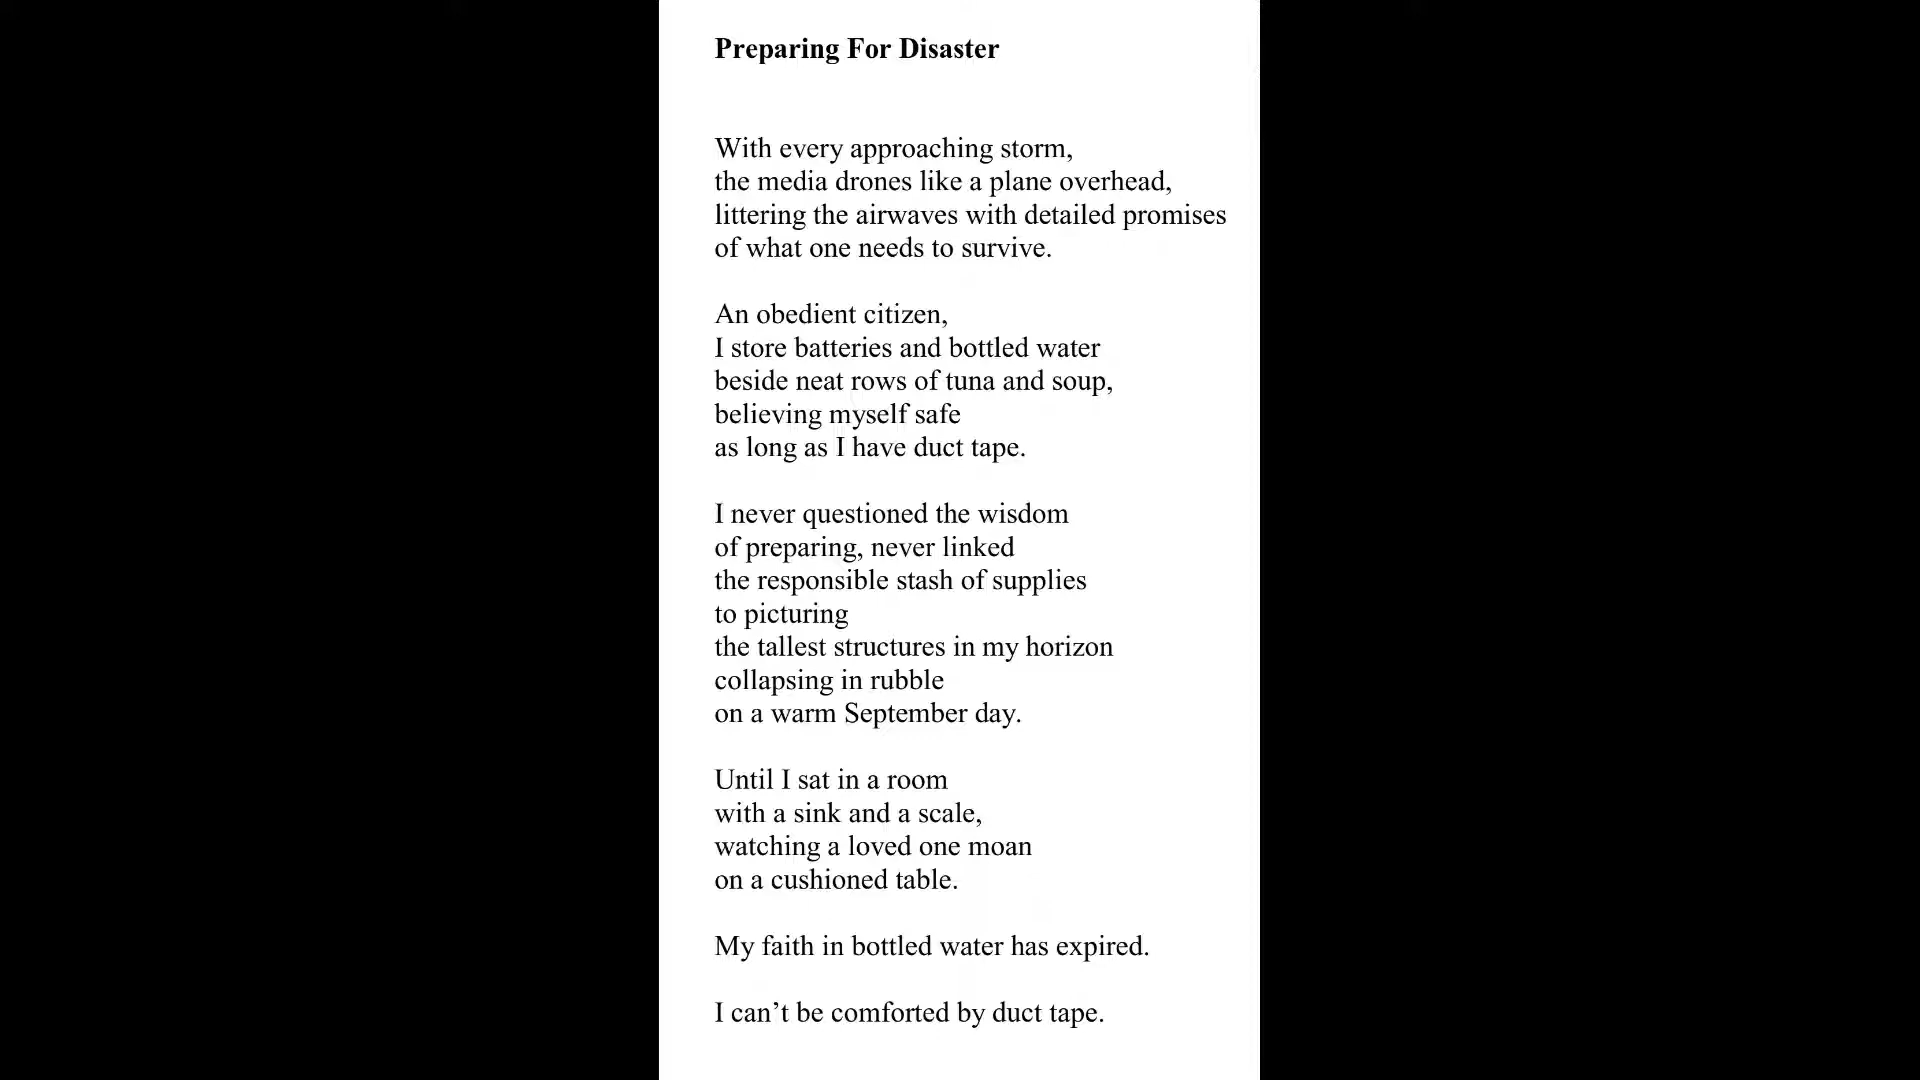 Preparing For Disaster
With every approaching storm,
the media drones like a plane overhead,
littering the airwaves with detailed promises
of what one needs to survive.
An obedient citizen,
I store batteries and bottled water
beside neat rows of tuna and soup,
believing myself safe
as long as I have duct tape.
I never questioned the wisdom
of preparing, never linked
the responsible stash of supplies
to picturing
the tallest structures in my horizon
collapsing in rubble
on a warm September day.
Until I sat in a room
with a sink and a scale,
watching a loved one moan
on a cushioned table.
My faith in bottled water has expired.
I can’t be comforted by duct tape.